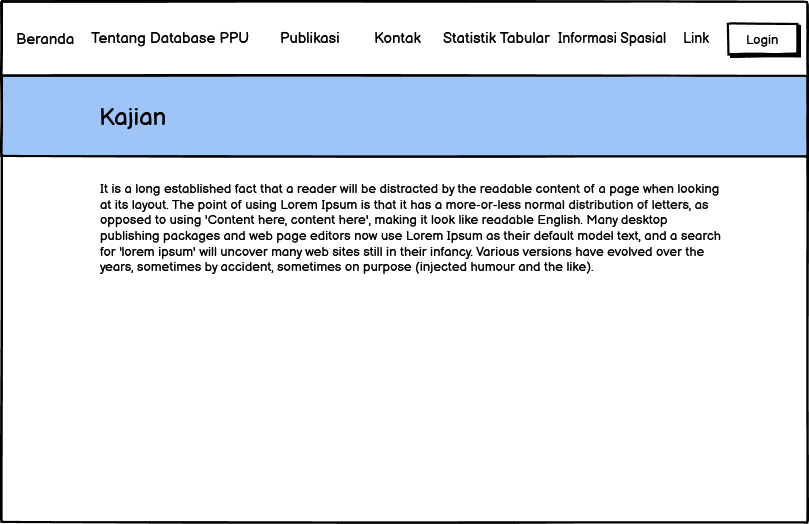 Beranda Tentang Database PPU Publikasi Kontak Statistik Tabular Informasi Spasial Link Login
Kajian
It is a long established fact that a reader will be distracted by the readable content of a page when looking
at its layout. The point of using Lorem Ipsum is that it has a more-or-less normal distribution of letters, as
opposed to using 'Content here, content here', making it look like readable English. Many desktop
publishing packages and web page editors now use Lorem Ipsum as their default model text, and a search
for 'lorem ipsum' will uncover many web sites still in their infancy. Various versions have evolved over the
years, sometimes by accident, sometimes on purpose (injected humour and the like).